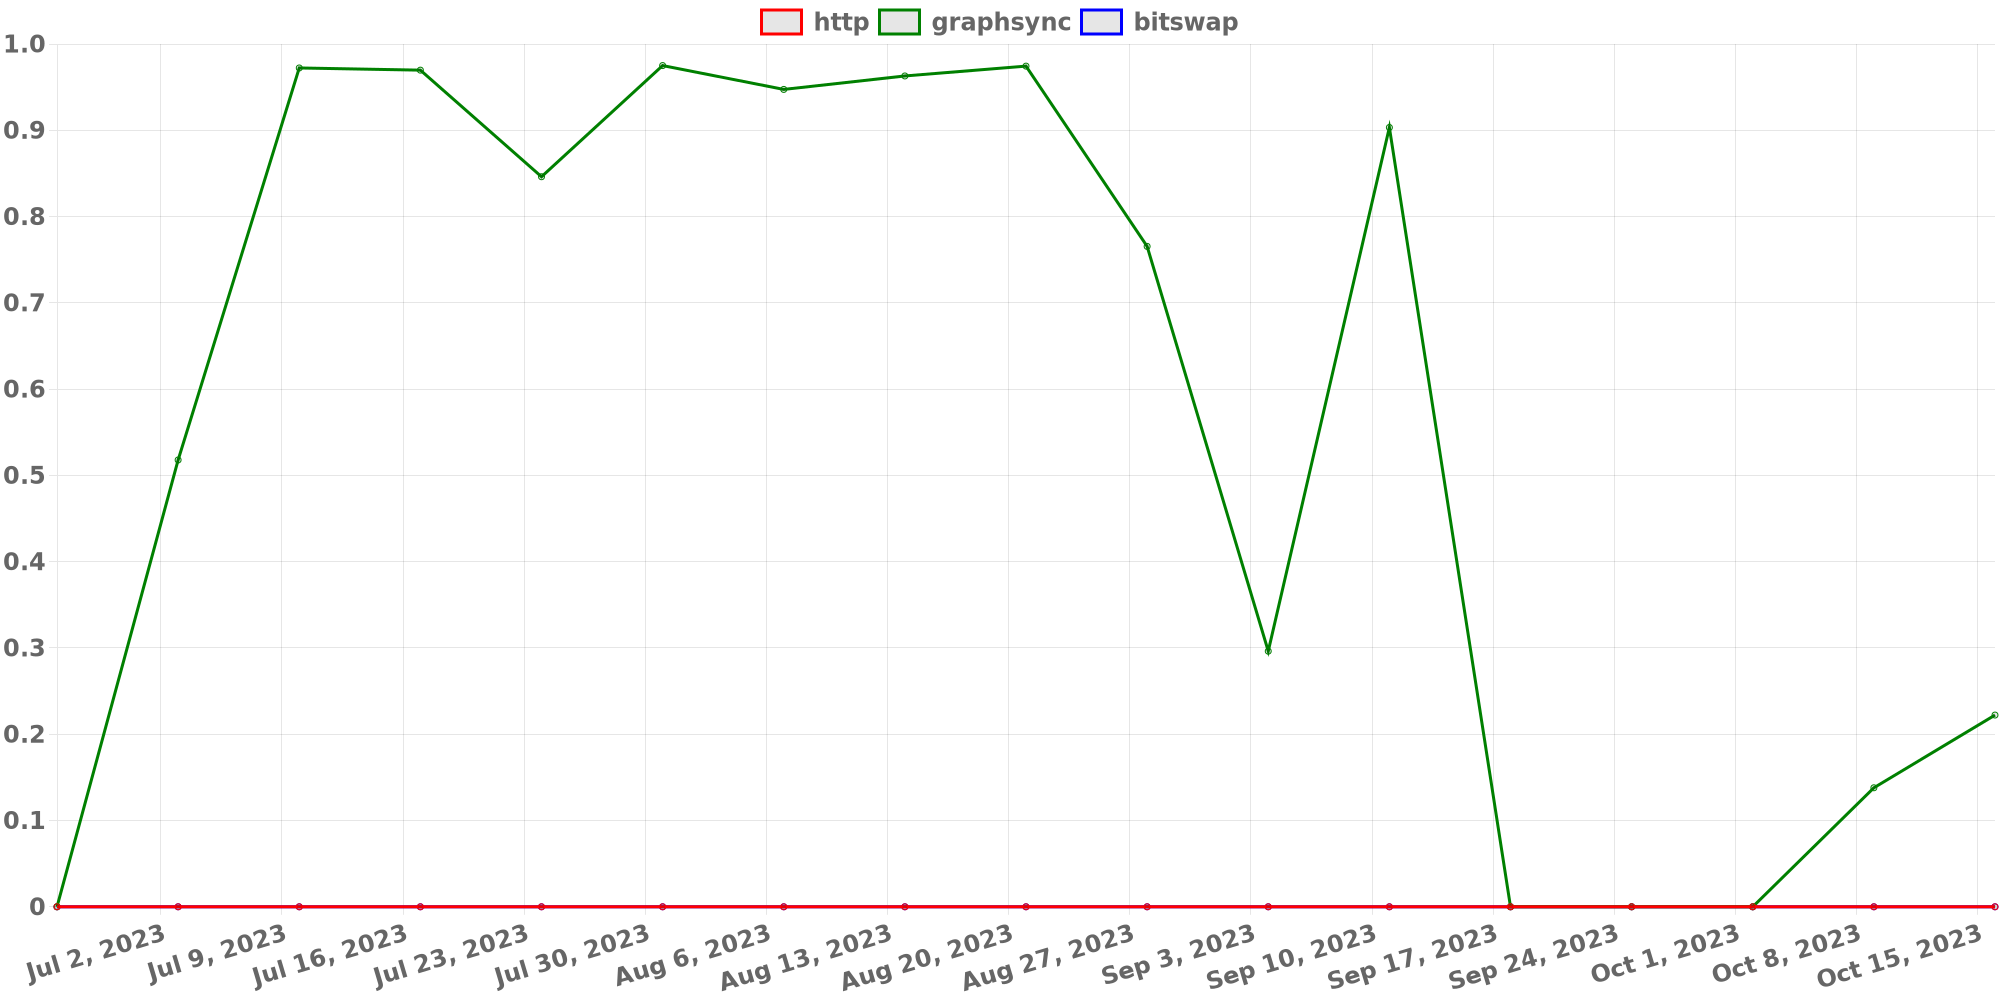 http graphsync bitswap
1.0
0.9
0.8
0.7
0.6
0.5
0.4
0.3
0.2
0.1
0
Jul 2, 2023
Jul 9, 2023
Jul 16, 2023
Jul 23, 2023
Jul 30, 2023
Aug 6, 2023
Aug 13, 2023
Aug 20, 2023
Aug 27, 2023
Sep 3, 2023
Sep 10, 2023
Sep 17, 2023
Sep 24, 2023
Oct 1, 2023
Oct 8, 2023
Oct 15, 2023